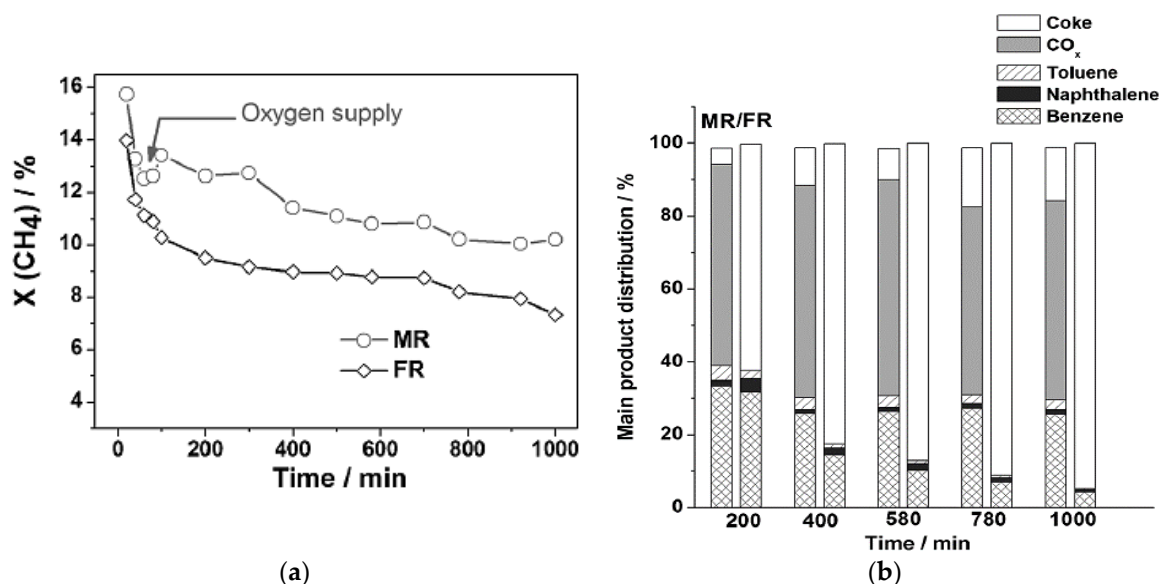 16
14
12
10
8
6
4
X (CH4) / %
Oxygen supply
MR
FR
0
200
400
600
800
1000
Time / min
(a)
Coke
COx
Toluene
Naphthalene
Benzene
MR/FR
100
80
60
40
20
0
Main product distribution / %
200
400
580
780
1000
Time / min
(b)